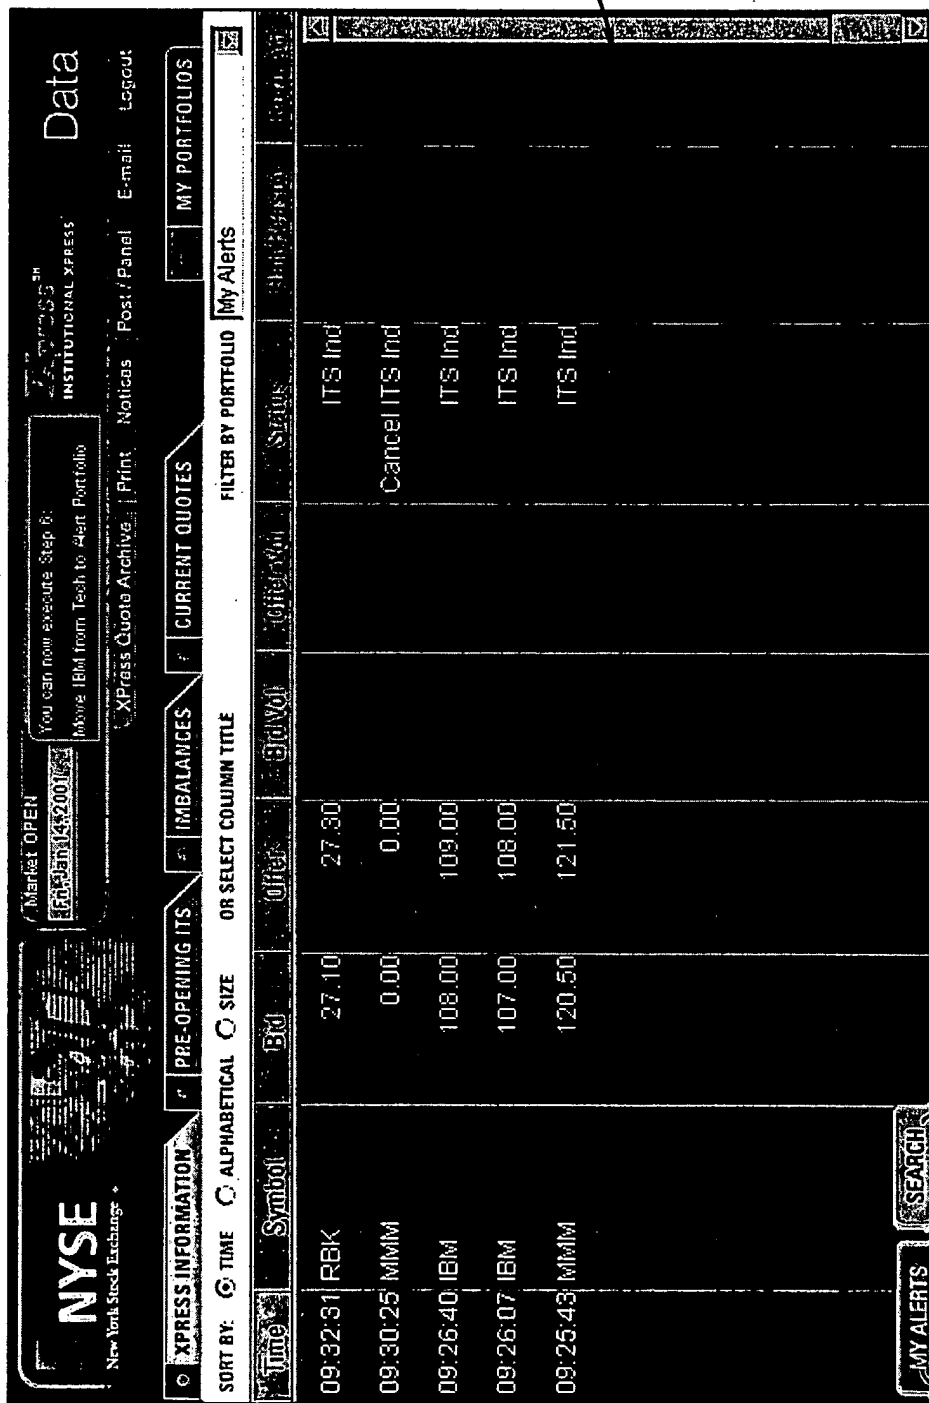 NYSE
New York Stock Exchange
Market OPEN
Fri, Jan 14, 2001
You can now execute Step 6:
Move IBM from Tech to Alert Portfolio
INSTITUTIONAL XPRESS
Data
XPress Quote Archive | Print Noticas | Post / Panel E-mail Logout
XPRESS INFORMATION PRE-OPENING ITS IMBALANCES CURRENT QUOTES MY PORTFOLIOS
SORT BY: TIME ALPHABETICAL SIZE OR SELECT COLUMN TITLE FILTER BY PORTFOLIO My Alerts
Time Symbol Bid Offer Bid Vol Offer Vol Status
09:32:31 RBK 27.10 27.30 ITS Ind
09:30:25 MMM 0.00 0.00 Cancel ITS Ind
09:26:40 IBM 108.00 109.00 ITS Ind
09:26:07 IBM 107.00 108.00 ITS Ind
09:25:43 MMM 120.50 121.50 ITS Ind
MY ALERTS SEARCH